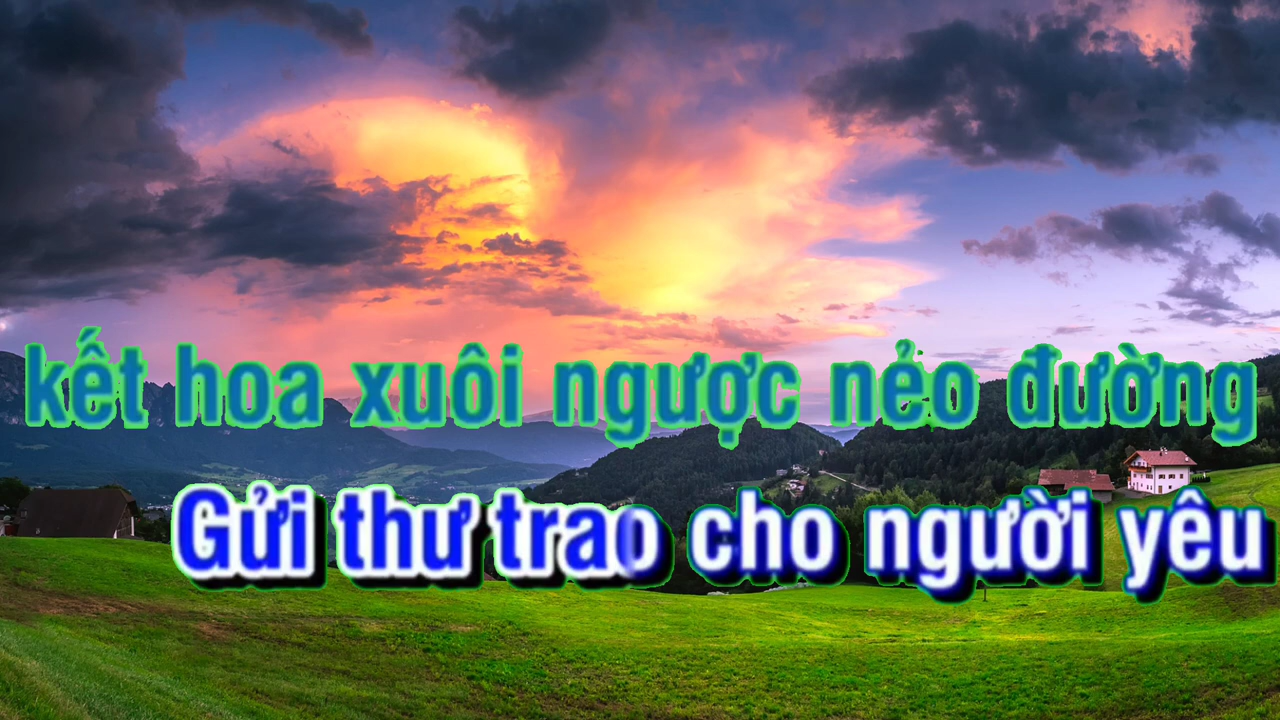 kết hoa xuôi ngược nẻo đường
Gửi thư trao cho người yêu